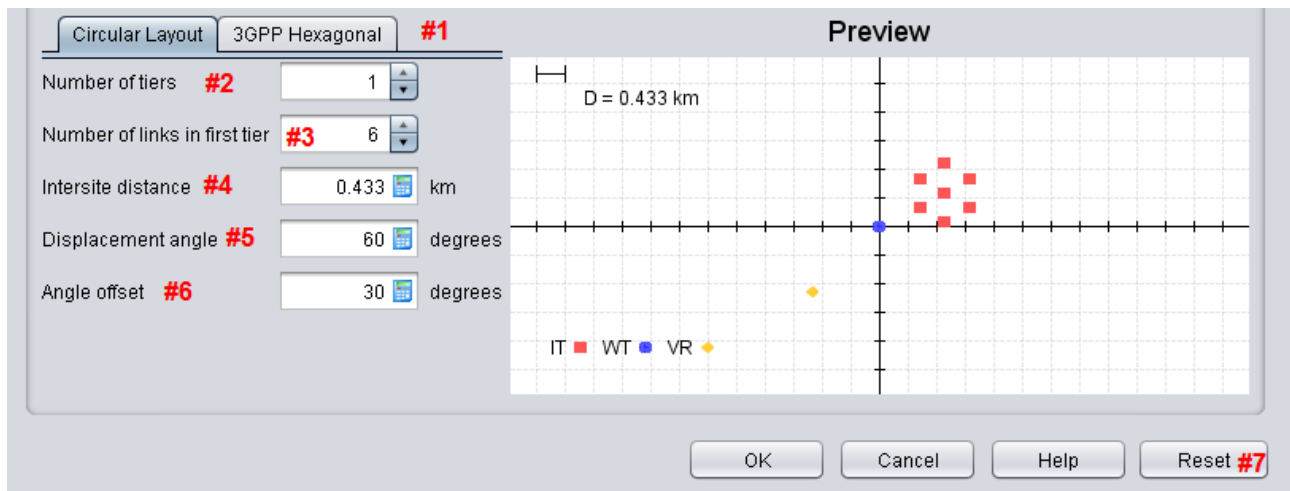 Circular Layout 3GPP Hexagonal #1
Preview
Number of tiers #2 1
D = 0.433 km
Number of links in first tier #3 6
Intersite distance #4 0.433 km
Displacement angle #5 60 degrees
Angle offset #6 30 degrees
IT WT VR
OK Cancel Help Reset #7